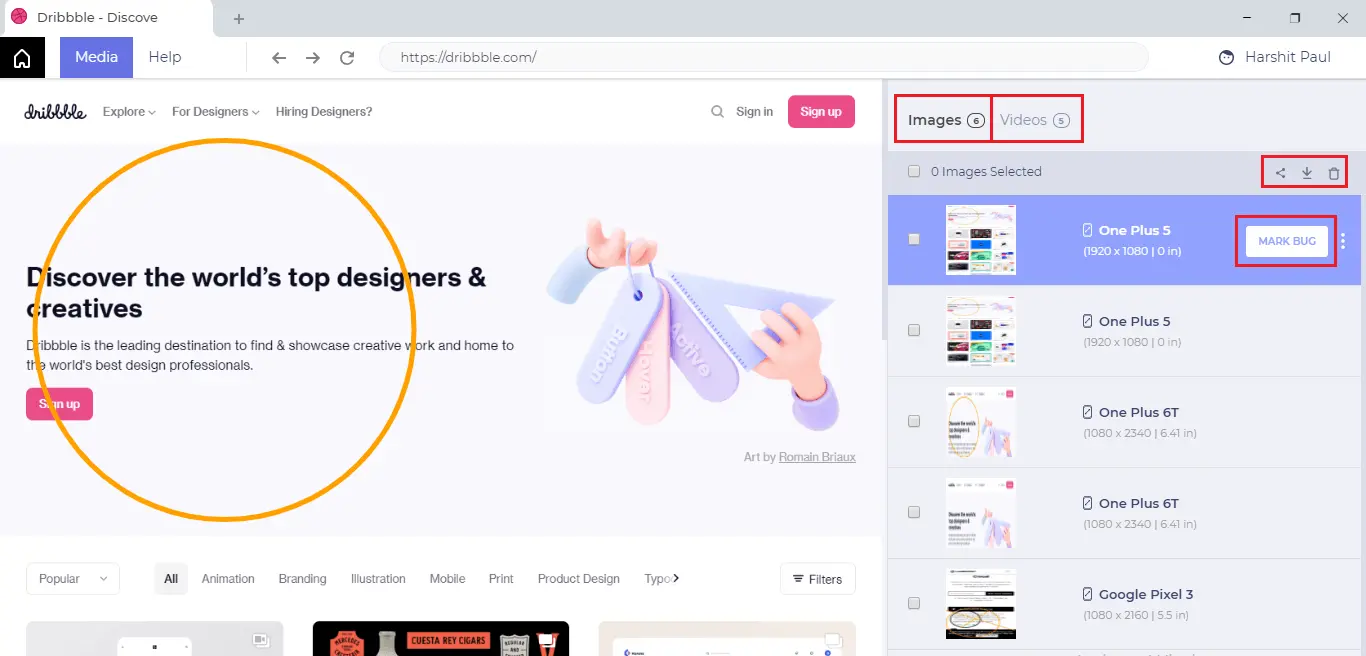 Dribbble - Discove
Media
Help
https://dribbble.com/
Harshit Paul
dribbble
Explore
For Designers
Hiring Designers?
Sign in
Sign up
Images 6
Videos 5
0 Images Selected
Discover the world's top designers &
creatives
Dribbble is the leading destination to find & showcase creative work and home to
the world's best design professionals.
Sign up
Button
Hover
Active
Art by Romain Briaux
One Plus 5
(1920 x 1080 | 0 in)
MARK BUG
One Plus 5
(1920 x 1080 | 0 in)
One Plus 6T
(1080 x 2340 | 6.41 in)
One Plus 6T
(1080 x 2340 | 6.41 in)
Google Pixel 3
(1080 x 2160 | 5.5 in)
Popular
All
Animation
Branding
Illustration
Mobile
Print
Product Design
Typo
Filters
CUESTA REY CIGARS